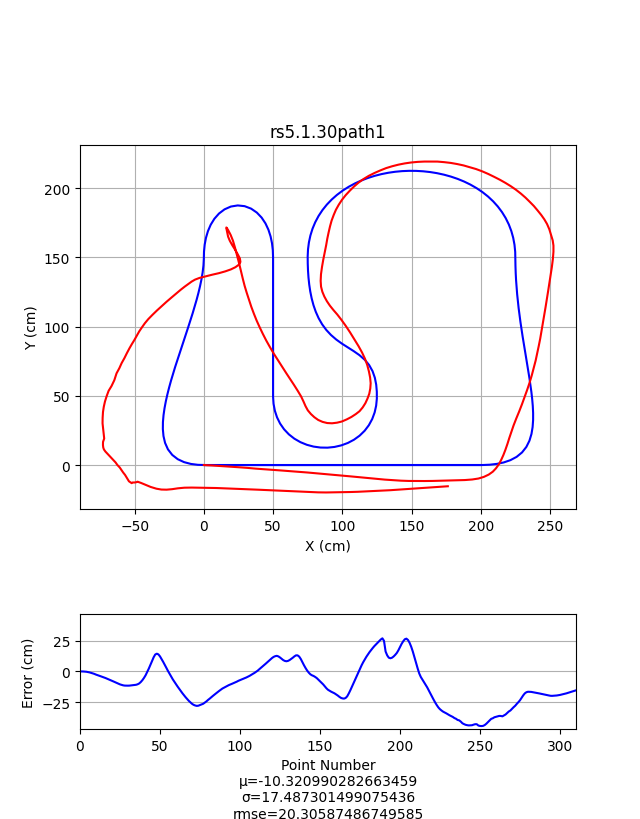 rs5.1.30path1
Y (cm)
200
150
100
50
0
−50
0
50
100
150
200
250
X (cm)
Error (cm)
25
0
−25
0
50
100
150
200
250
300
Point Number
μ=-10.320990282663459
σ=17.487301499075436
rmse=20.30587486749585